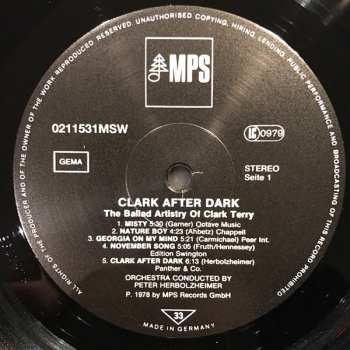 ALL RIGHTS OF THE PRODUCER AND OF THE OWNER OF THE WORK REPRODUCED RESERVED. UNAUTHORISED COPYING, HIRING, LENDING, PUBLIC PERFORMANCE AND BROADCASTING OF THIS RECORD PROHIBITED
MPS
0211531MSW
LC 0979
GEMA
STEREO
Seite 1
CLARK AFTER DARK
The Ballad Artistry Of Clark Terry
1. MISTY 5:30 (Garner) Octave Music
2. NATURE BOY 4:23 (Ahbetz) Chappell
3. GEORGIA ON MY MIND 5:21 (Carmichael) Peer Int.
4. NOVEMBER SONG 5:05 (Fruth/Hennessey)
Edition Swington
5. CLARK AFTER DARK 6:13 (Herbolzheimer)
Panther & Co.
ORCHESTRA CONDUCTED BY
PETER HERBOLZHEIMER
℗ 1978 by MPS Records GmbH
33
MADE IN GERMANY